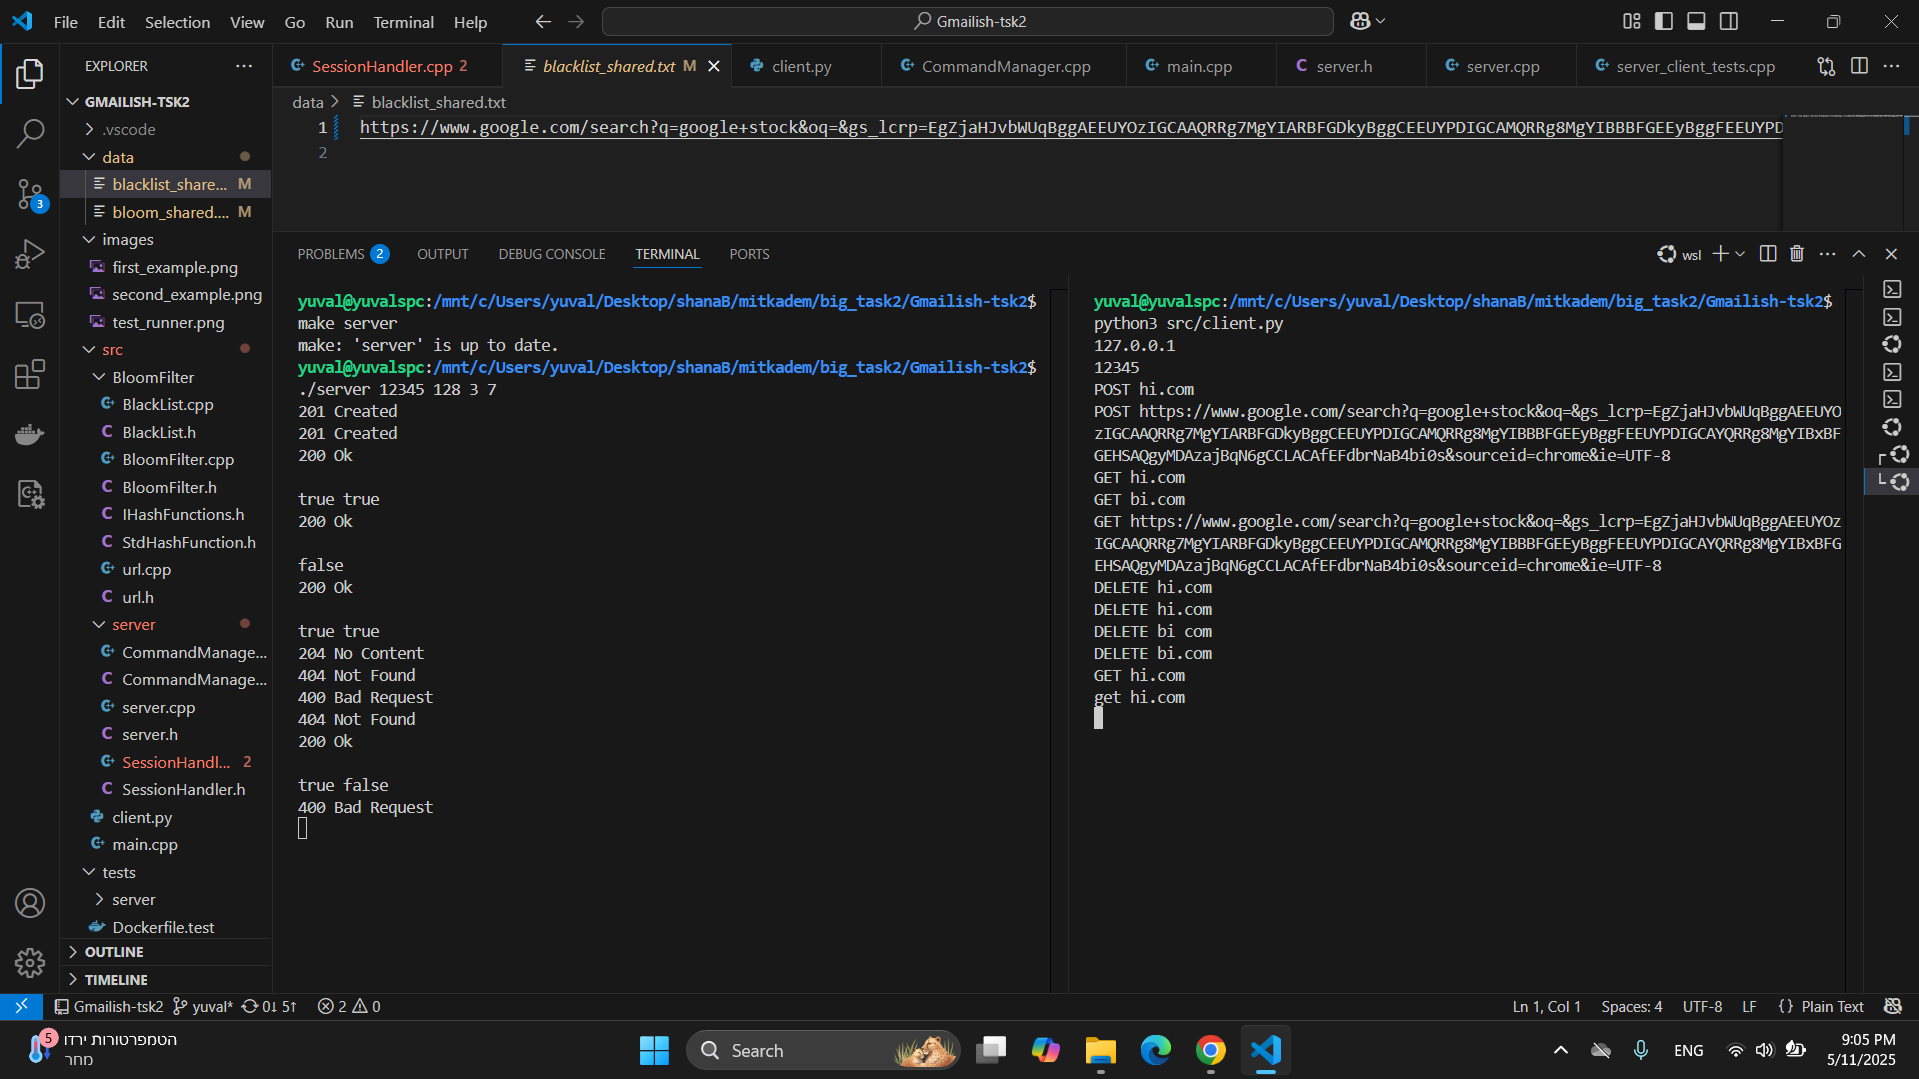 File Edit Selection View Go Run Terminal Help
Gmailish-tsk2
EXPLORER
GMAILISH-TSK2
.vscode
data
blacklist_share... M
bloom_shared.... M
images
first_example.png
second_example.png
test_runner.png
src
BloomFilter
BlackList.cpp
BlackList.h
BloomFilter.cpp
BloomFilter.h
IHashFunctions.h
StdHashFunction.h
url.cpp
url.h
server
CommandManage...
CommandManage...
server.cpp
server.h
SessionHandl... 2
SessionHandler.h
client.py
main.cpp
tests
server
Dockerfile.test
OUTLINE
TIMELINE
3
SessionHandler.cpp 2
blacklist_shared.txt M
client.py
CommandManager.cpp
main.cpp
server.h
server.cpp
server_client_tests.cpp
data > blacklist_shared.txt
1 https://www.google.com/search?q=google+stock&oq=&gs_lcrp=EgZjaHJvbWUqBggAEEUYOzIGCAAQRRg7MgYIARBFGDkyBggCEEUYPDIGCAMQRRg8MgYIBBBFGEEyBggFEEUYPD
2
PROBLEMS 2 OUTPUT DEBUG CONSOLE TERMINAL PORTS
wsl
yuval@yuvalspc:/mnt/c/Users/yuval/Desktop/shanaB/mitkadem/big_task2/Gmailish-tsk2$
make server
make: 'server' is up to date.
yuval@yuvalspc:/mnt/c/Users/yuval/Desktop/shanaB/mitkadem/big_task2/Gmailish-tsk2$
./server 12345 128 3 7
201 Created
201 Created
200 Ok
true true
200 Ok
false
200 Ok
true true
204 No Content
404 Not Found
400 Bad Request
404 Not Found
200 Ok
true false
400 Bad Request
yuval@yuvalspc:/mnt/c/Users/yuval/Desktop/shanaB/mitkadem/big_task2/Gmailish-tsk2$
python3 src/client.py
127.0.0.1
12345
POST hi.com
POST https://www.google.com/search?q=google+stock&oq=&gs_lcrp=EgZjaHJvbWUqBggAEEUYO
zIGCAAQRRg7MgYIARBFGDkyBggCEEUYPDIGCAMQRRg8MgYIBBBFGEEyBggFEEUYPDIGCAYQRRg8MgYIBxBF
GEHSAQgyMDAzajBqN6gCCLACAfEFdbrNaB4bi0s&sourceid=chrome&ie=UTF-8
GET hi.com
GET bi.com
GET https://www.google.com/search?q=google+stock&oq=&gs_lcrp=EgZjaHJvbWUqBggAEEUYOz
IGCAAQRRg7MgYIARBFGDkyBggCEEUYPDIGCAMQRRg8MgYIBBBFGEEyBggFEEUYPDIGCAYQRRg8MgYIBxBFG
EHSAQgyMDAzajBqN6gCCLACAfEFdbrNaB4bi0s&sourceid=chrome&ie=UTF-8
DELETE hi.com
DELETE hi.com
DELETE bi com
DELETE bi.com
GET hi.com
get hi.com
Gmailish-tsk2 yuval* 0↓ 5↑ 2 0
Ln 1, Col 1 Spaces: 4 UTF-8 LF {} Plain Text
5
הטמפרטורות ירדו
מחר
Search
ENG
9:05 PM
5/11/2025